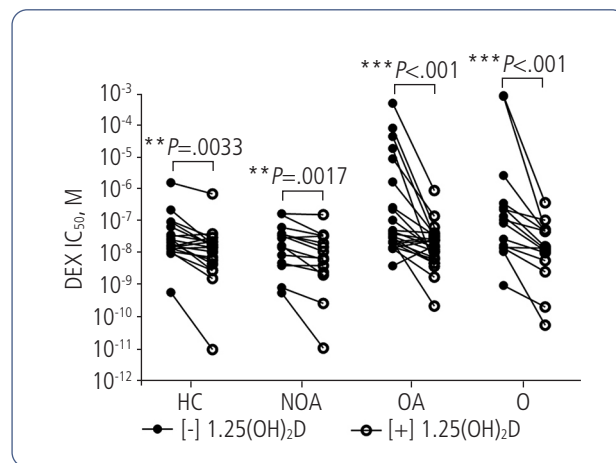 ***P<.001
***P<.001
**P=.0033
**P=.0017
DEX IC50, M
10-3
10-4
10-5
10-6
10-7
10-8
10-9
10-10
10-11
10-12
HC NOA OA O
[-] 1.25(OH)2D [+] 1.25(OH)2D